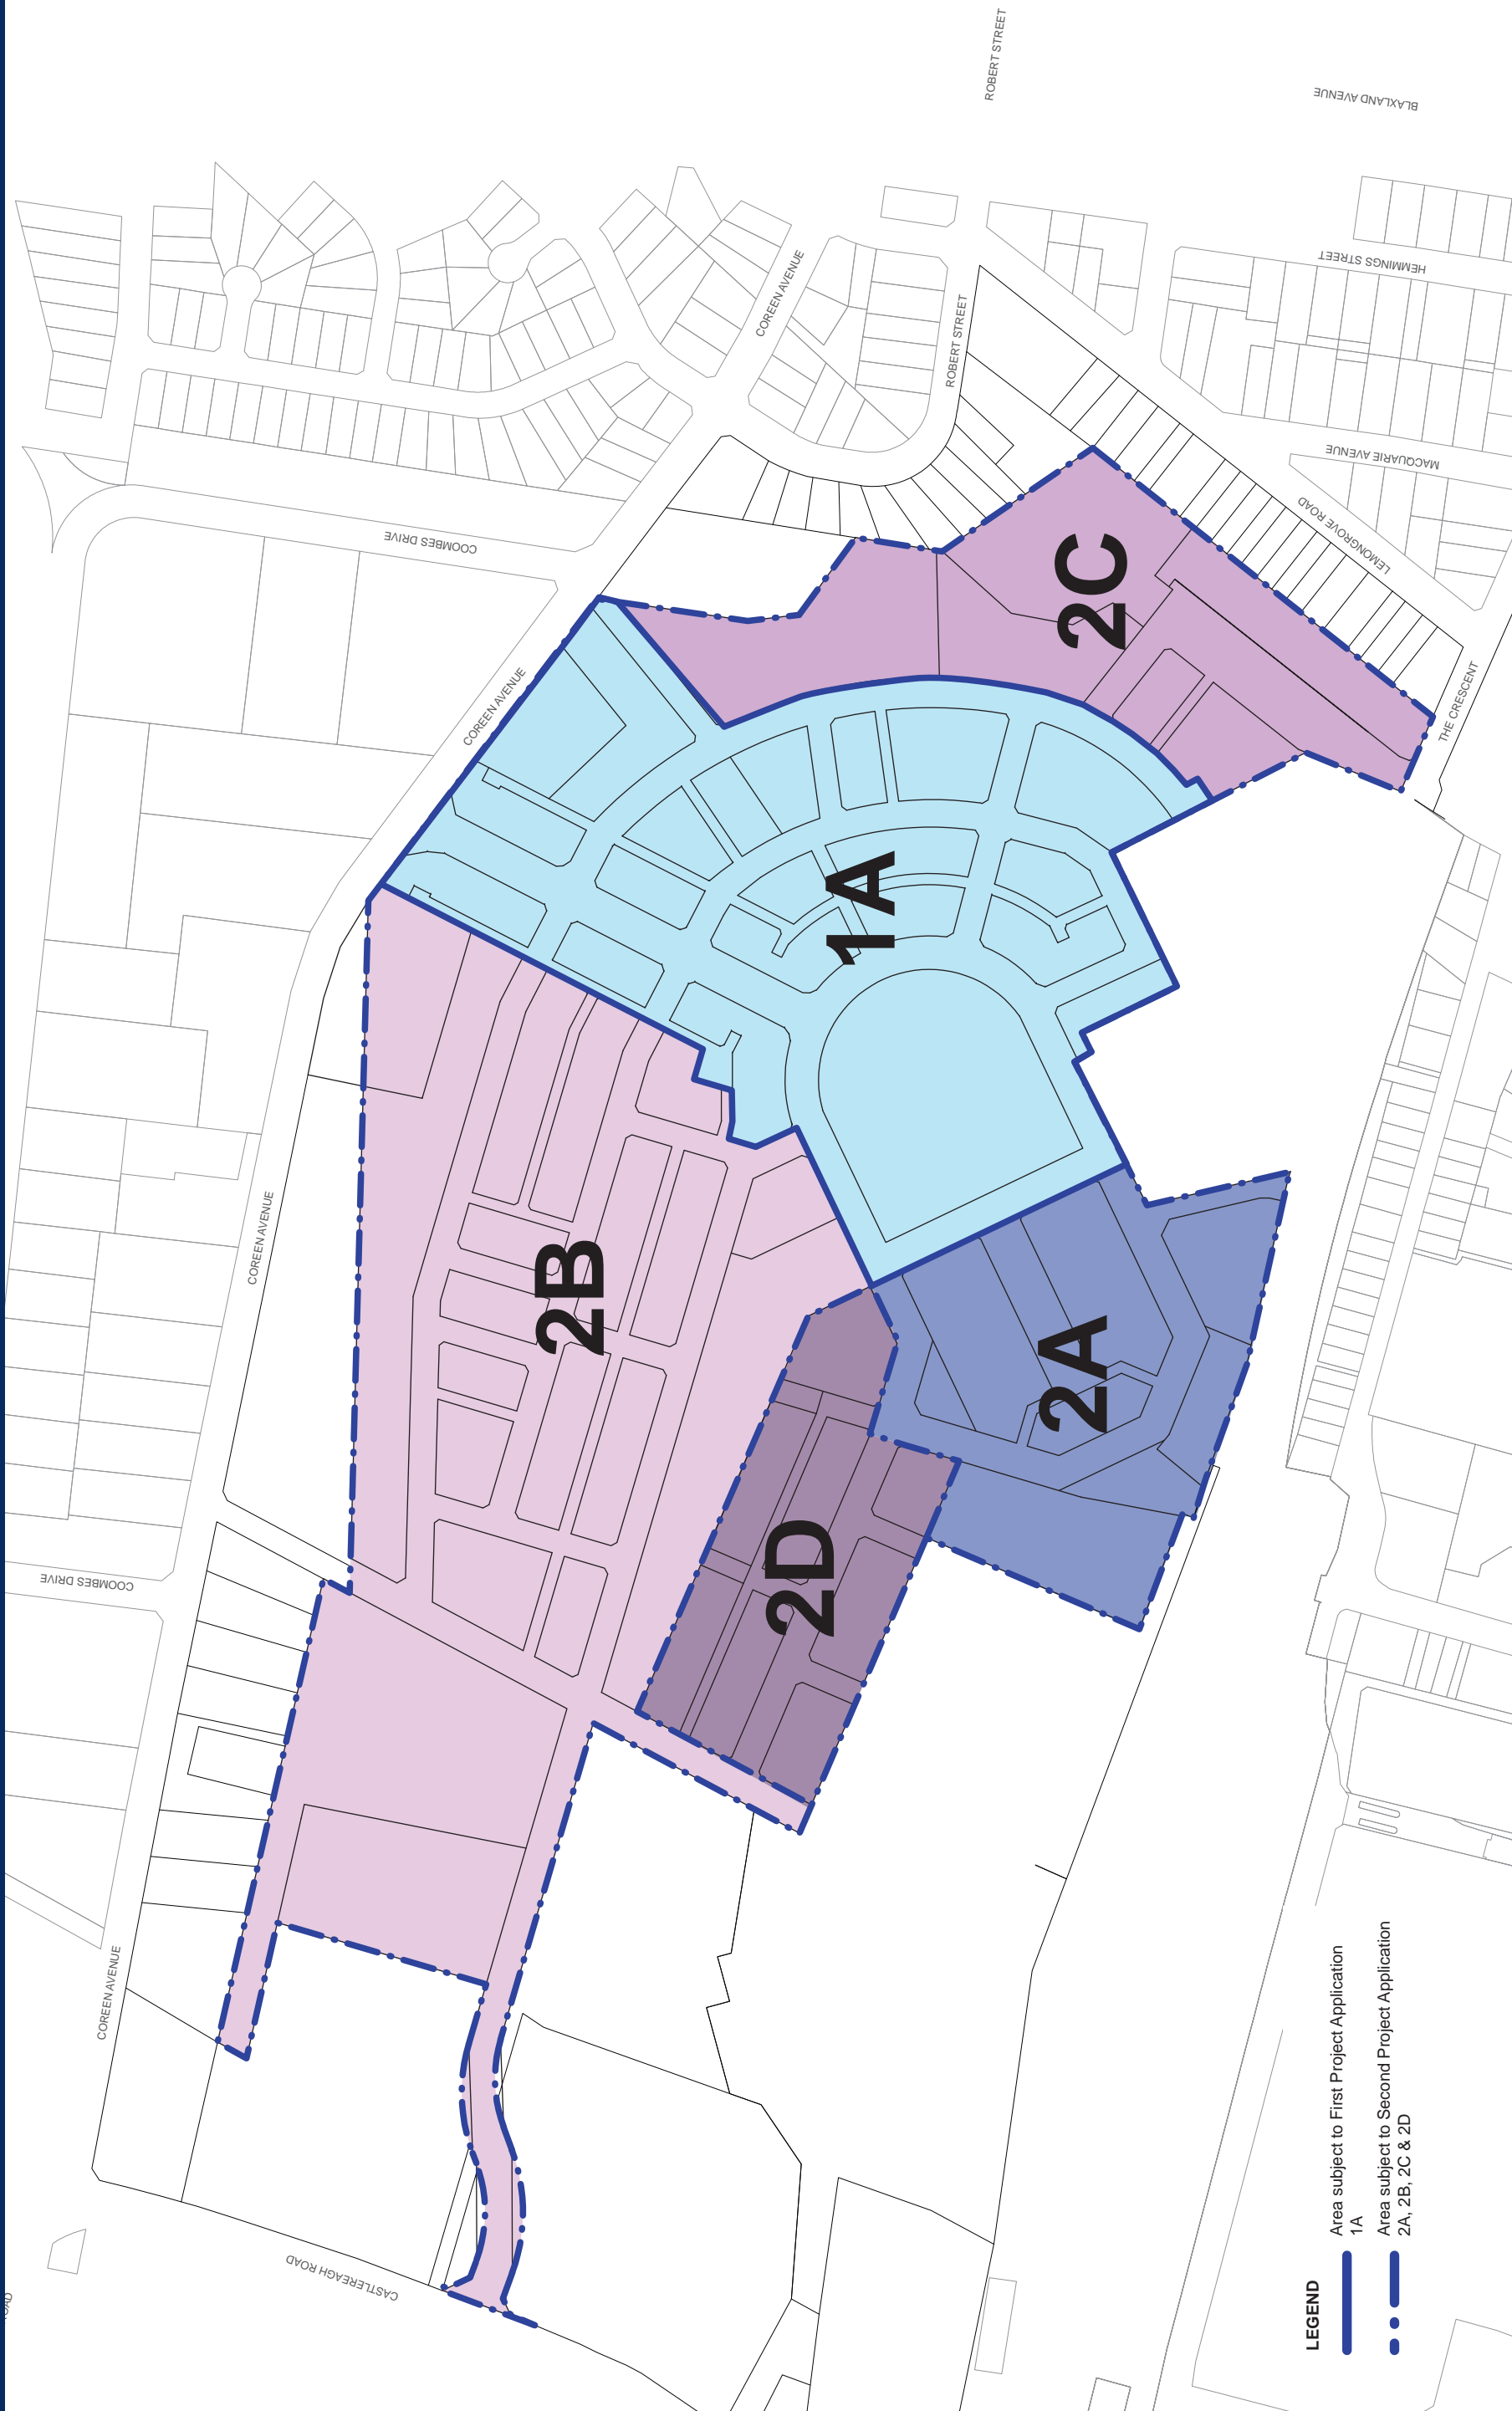 ROBERT STREET
BLAXLAND AVENUE
HEMMINGS STREET
COREEN AVENUE
ROBERT STREET
MACQUARIE AVENUE
LEMONGROVE ROAD
COOMBES DRIVE
THE CRESCENT
COREEN AVENUE
2C
1A
COREEN AVENUE
2B
2A
2D
COOMBES DRIVE
COREEN AVENUE
CASTLEREAGH ROAD
LEGEND
Area subject to First Project Application
1A
Area subject to Second Project Application
2A, 2B, 2C & 2D